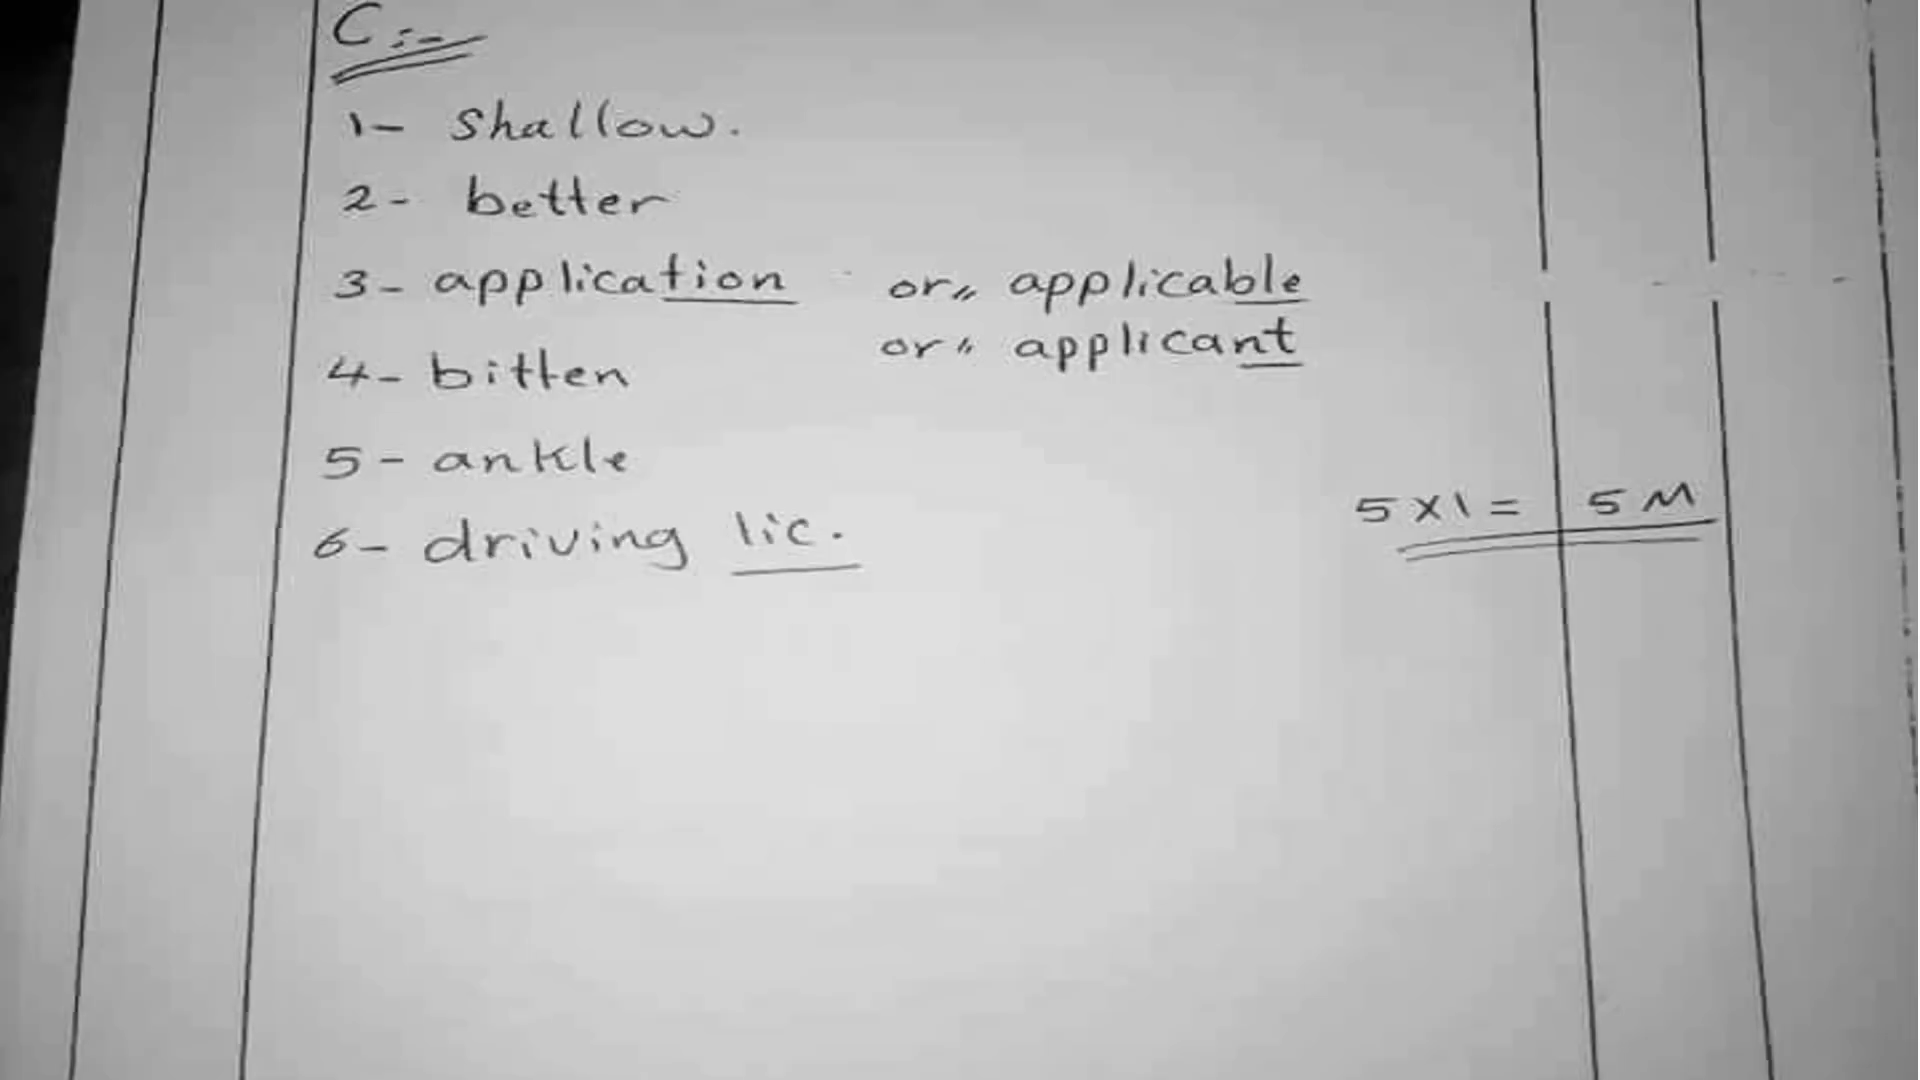 C :-
1- shallow.
2- better
3- application or〃 applicable
or〃 applicant
4- bitten
5- ankle
6- driving lic.
5 x 1 = 5 M